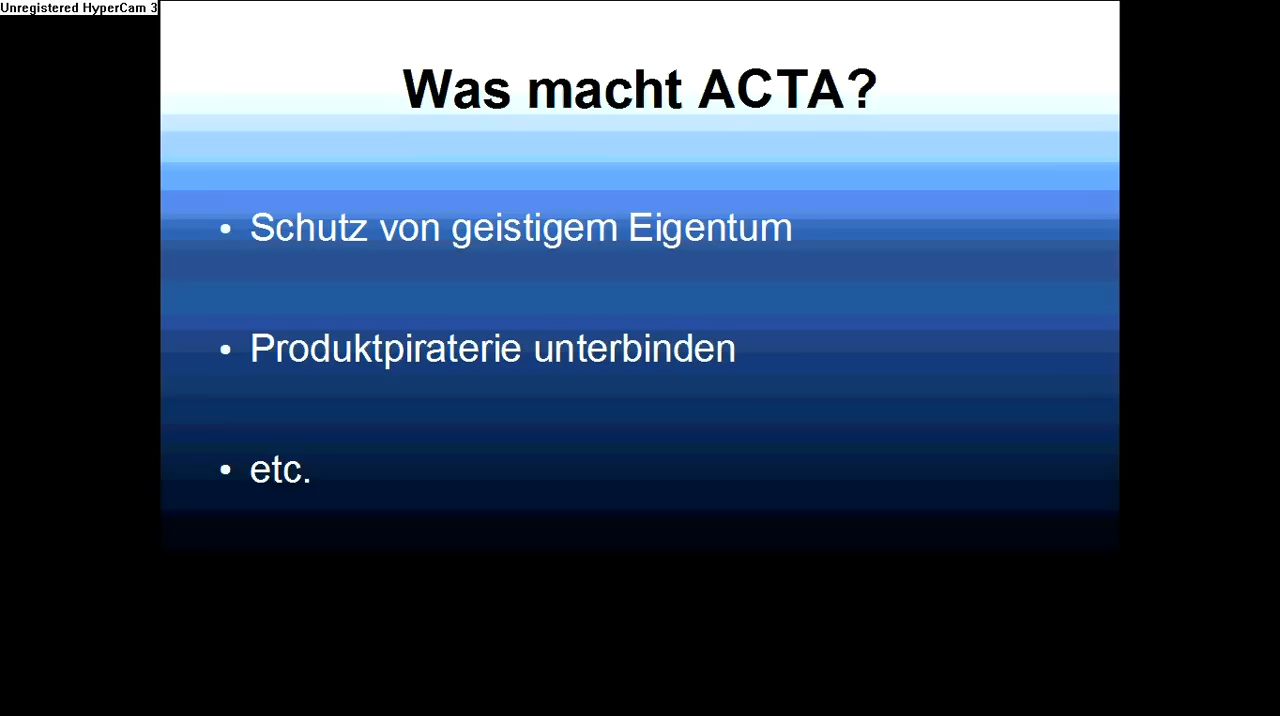 Unregistered HyperCam 3
Was macht ACTA?
• Schutz von geistigem Eigentum
• Produktpiraterie unterbinden
• etc.